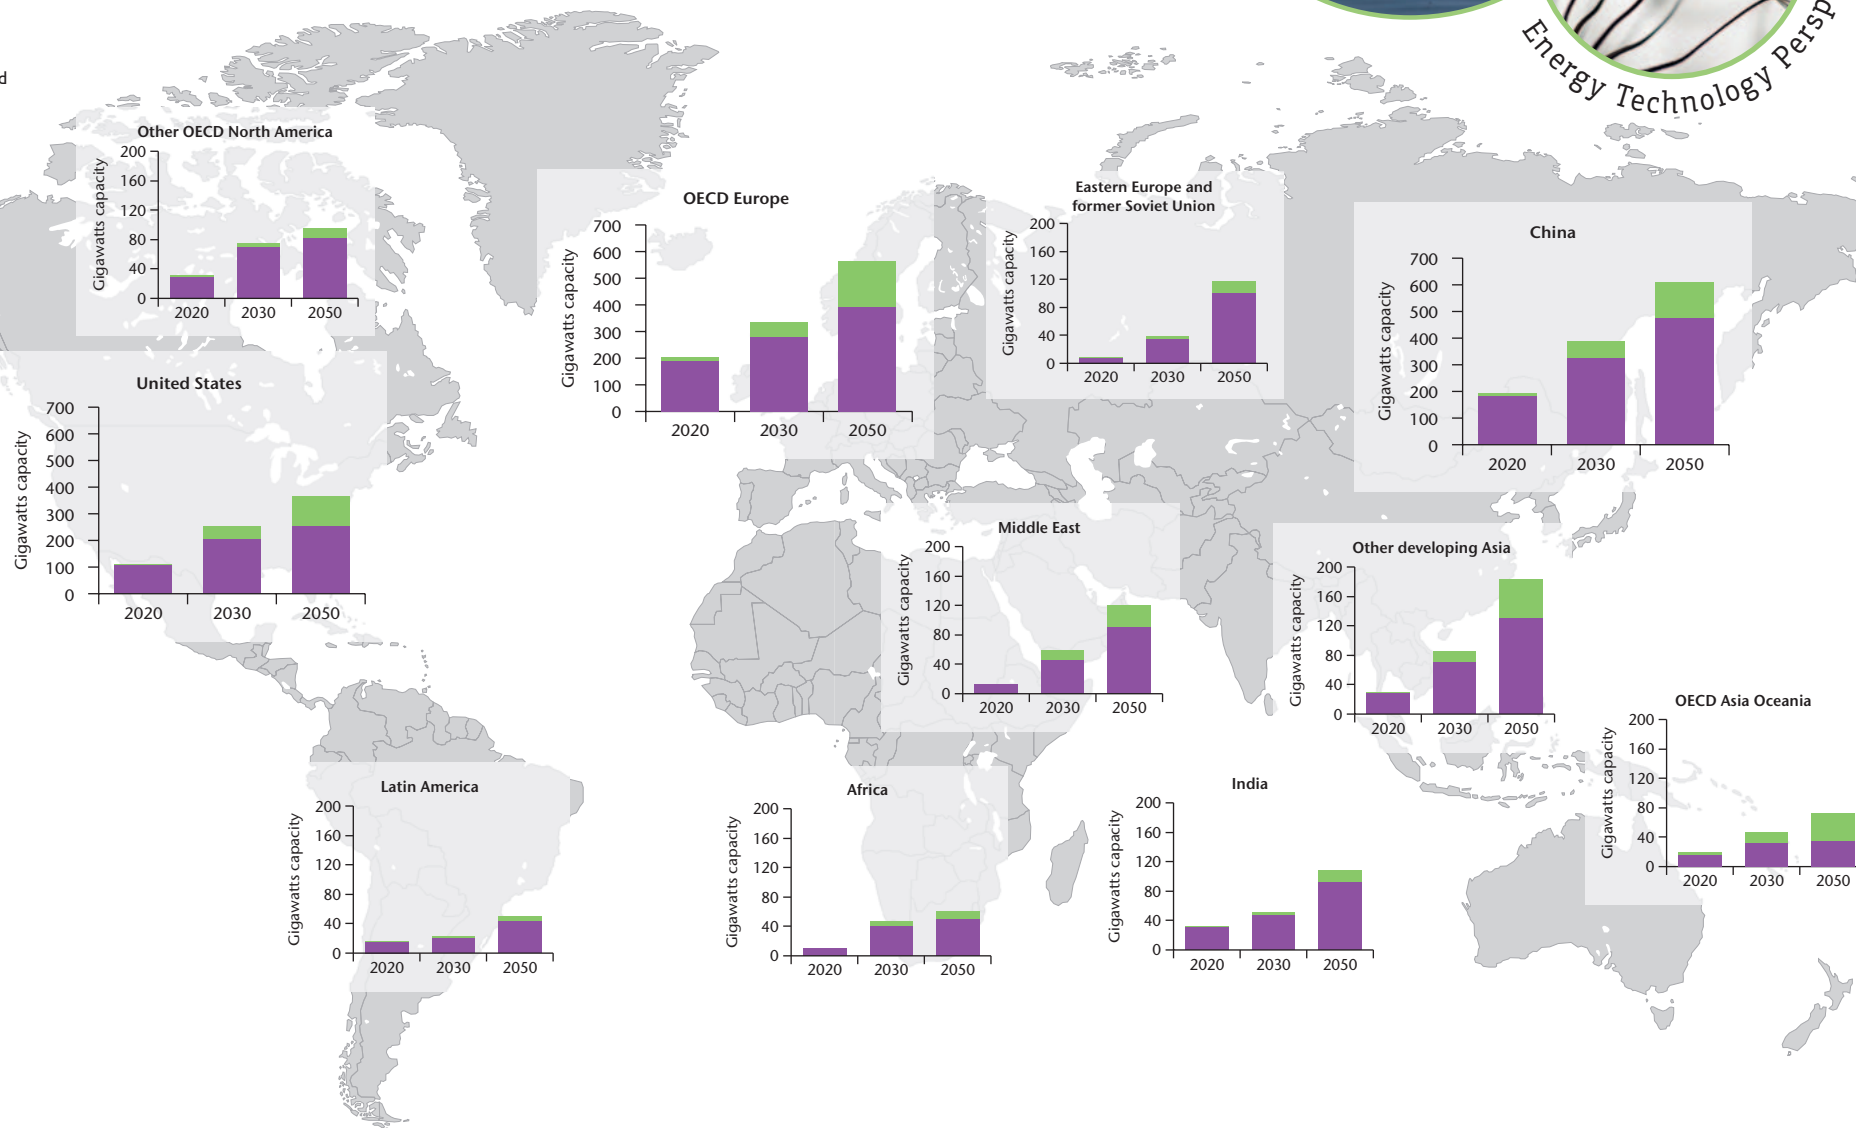 d
Energy Technology Persp
Other OECD North America
Gigawatts capacity
200
160
120
80
40
0
2020 2030 2050
OECD Europe
Gigawatts capacity
700
600
500
400
300
200
100
0
2020 2030 2050
Eastern Europe and
former Soviet Union
Gigawatts capacity
200
160
120
80
40
0
2020 2030 2050
China
Gigawatts capacity
700
600
500
400
300
200
100
0
2020 2030 2050
United States
Gigawatts capacity
700
600
500
400
300
200
100
0
2020 2030 2050
Middle East
Gigawatts capacity
200
160
120
80
40
0
2020 2030 2050
Other developing Asia
Gigawatts capacity
200
160
120
80
40
0
2020 2030 2050
OECD Asia Oceania
Gigawatts capacity
200
160
120
80
40
0
2020 2030 2050
Latin America
Gigawatts capacity
200
160
120
80
40
0
2020 2030 2050
Africa
Gigawatts capacity
200
160
120
80
40
0
2020 2030 2050
India
Gigawatts capacity
200
160
120
80
40
0
2020 2030 2050